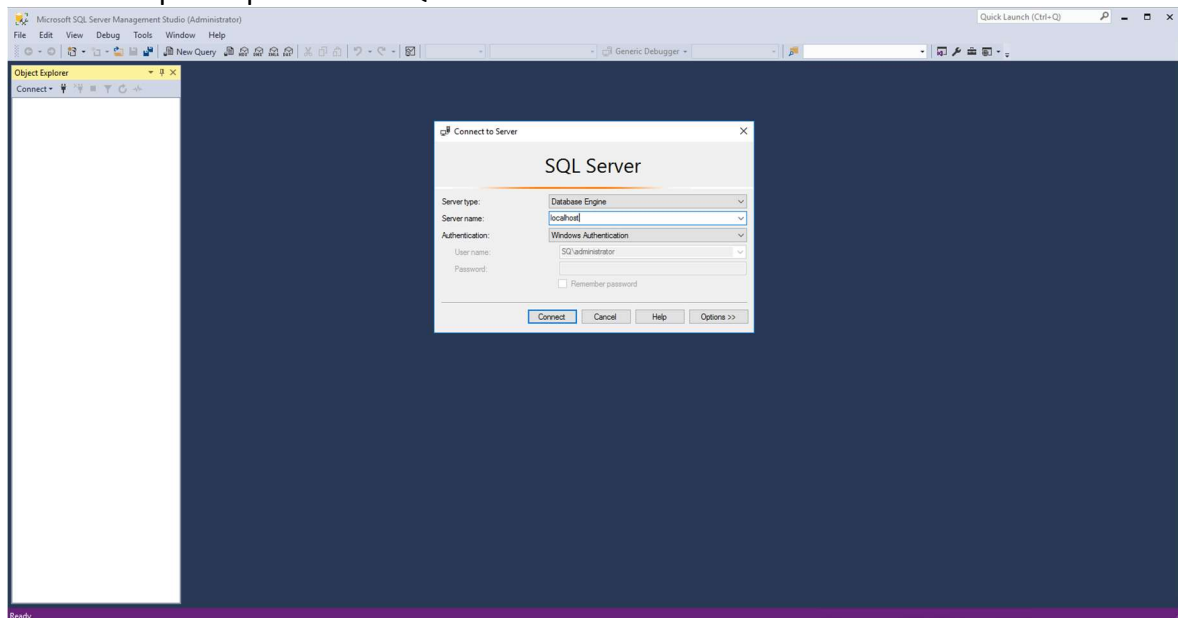 Microsoft SQL Server Management Studio (Administrator)
Quick Launch (Ctrl+Q)
File Edit View Debug Tools Window Help
New Query
Generic Debugger
Object Explorer
Connect
Connect to Server
SQL Server
Server type: Database Engine
Server name: localhost
Authentication: Windows Authentication
User name: SQ\administrator
Password:
Remember password
Connect Cancel Help Options >>
Ready